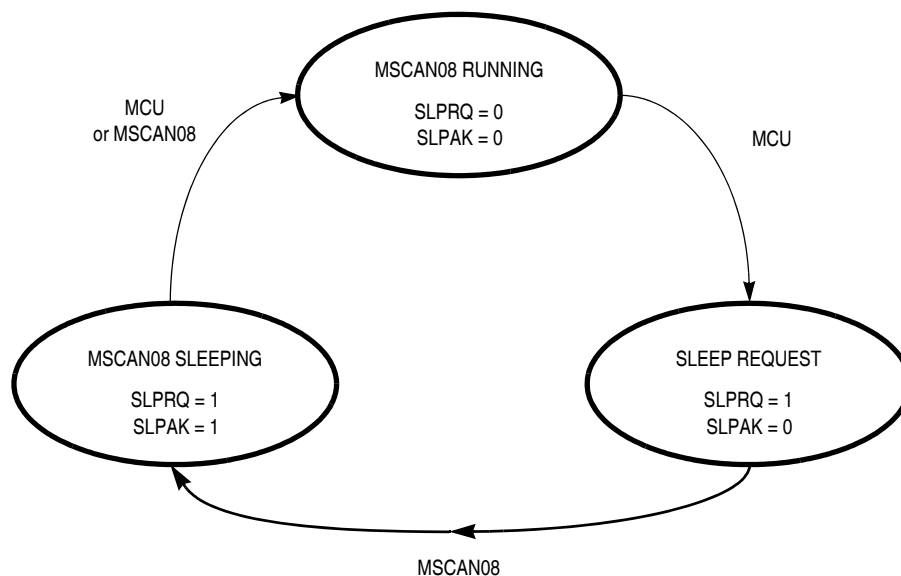 MSCAN08 RUNNING
SLPRQ = 0
SLPAK = 0
MCU
or MSCAN08
MCU
MSCAN08 SLEEPING
SLPRQ = 1
SLPAK = 1
SLEEP REQUEST
SLPRQ = 1
SLPAK = 0
MSCAN08